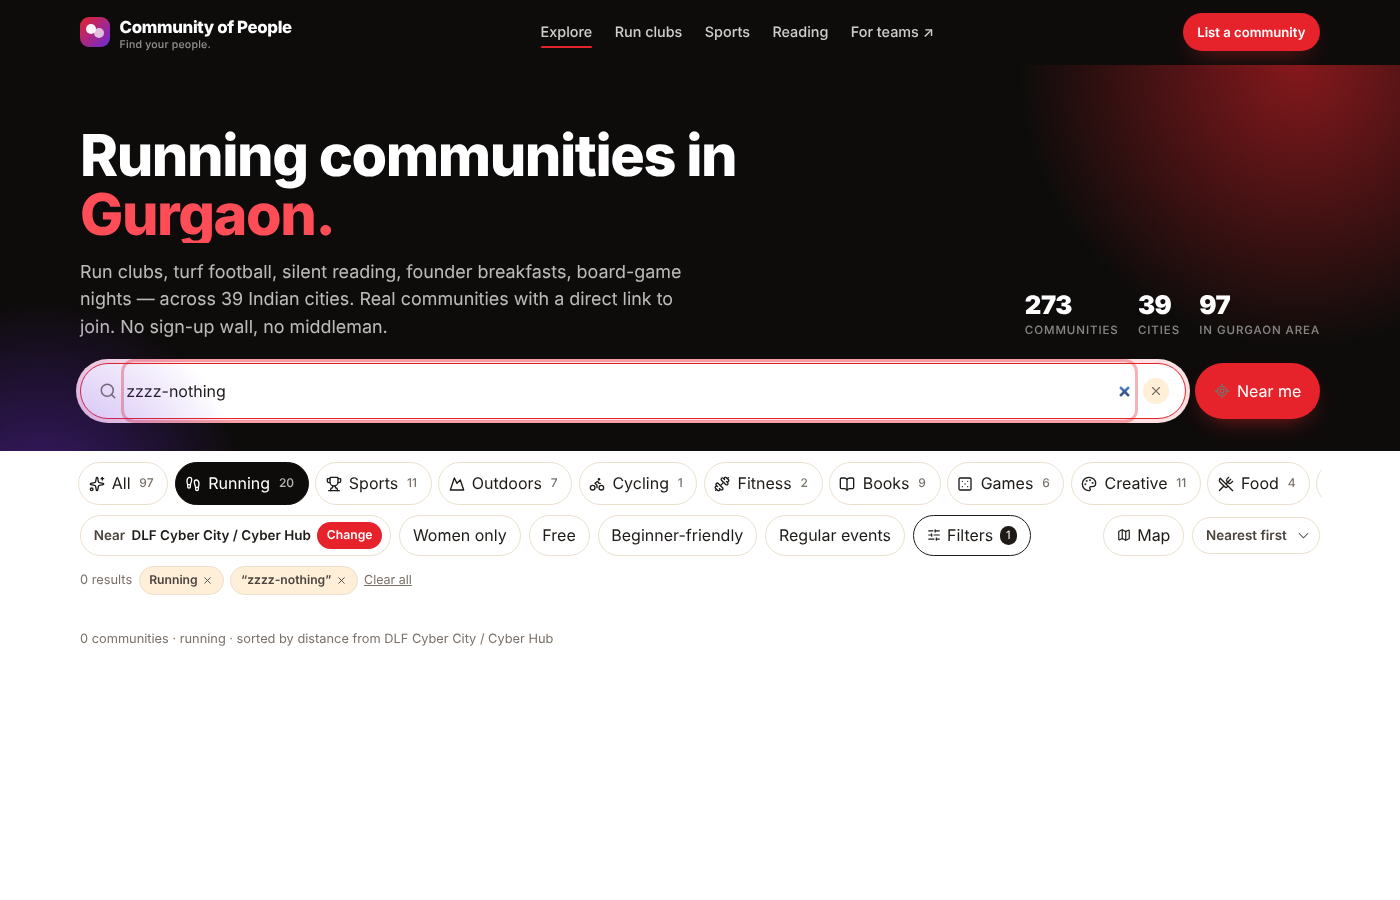 Community of People
Find your people.
Explore
Run clubs
Sports
Reading
For teams ↗
List a community
Running communities in
Gurgaon.
Run clubs, turf football, silent reading, founder breakfasts, board-game
nights — across 39 Indian cities. Real communities with a direct link to
join. No sign-up wall, no middleman.
273
COMMUNITIES
39
CITIES
97
IN GURGAON AREA
zzzz-nothing
Near me
All 97
Running 20
Sports 11
Outdoors 7
Cycling 1
Fitness 2
Books 9
Games 6
Creative 11
Food 4
Near DLF Cyber City / Cyber Hub Change
Women only
Free
Beginner-friendly
Regular events
Filters 1
Map
Nearest first
0 results
Running ×
“zzzz-nothing” ×
Clear all
0 communities · running · sorted by distance from DLF Cyber City / Cyber Hub